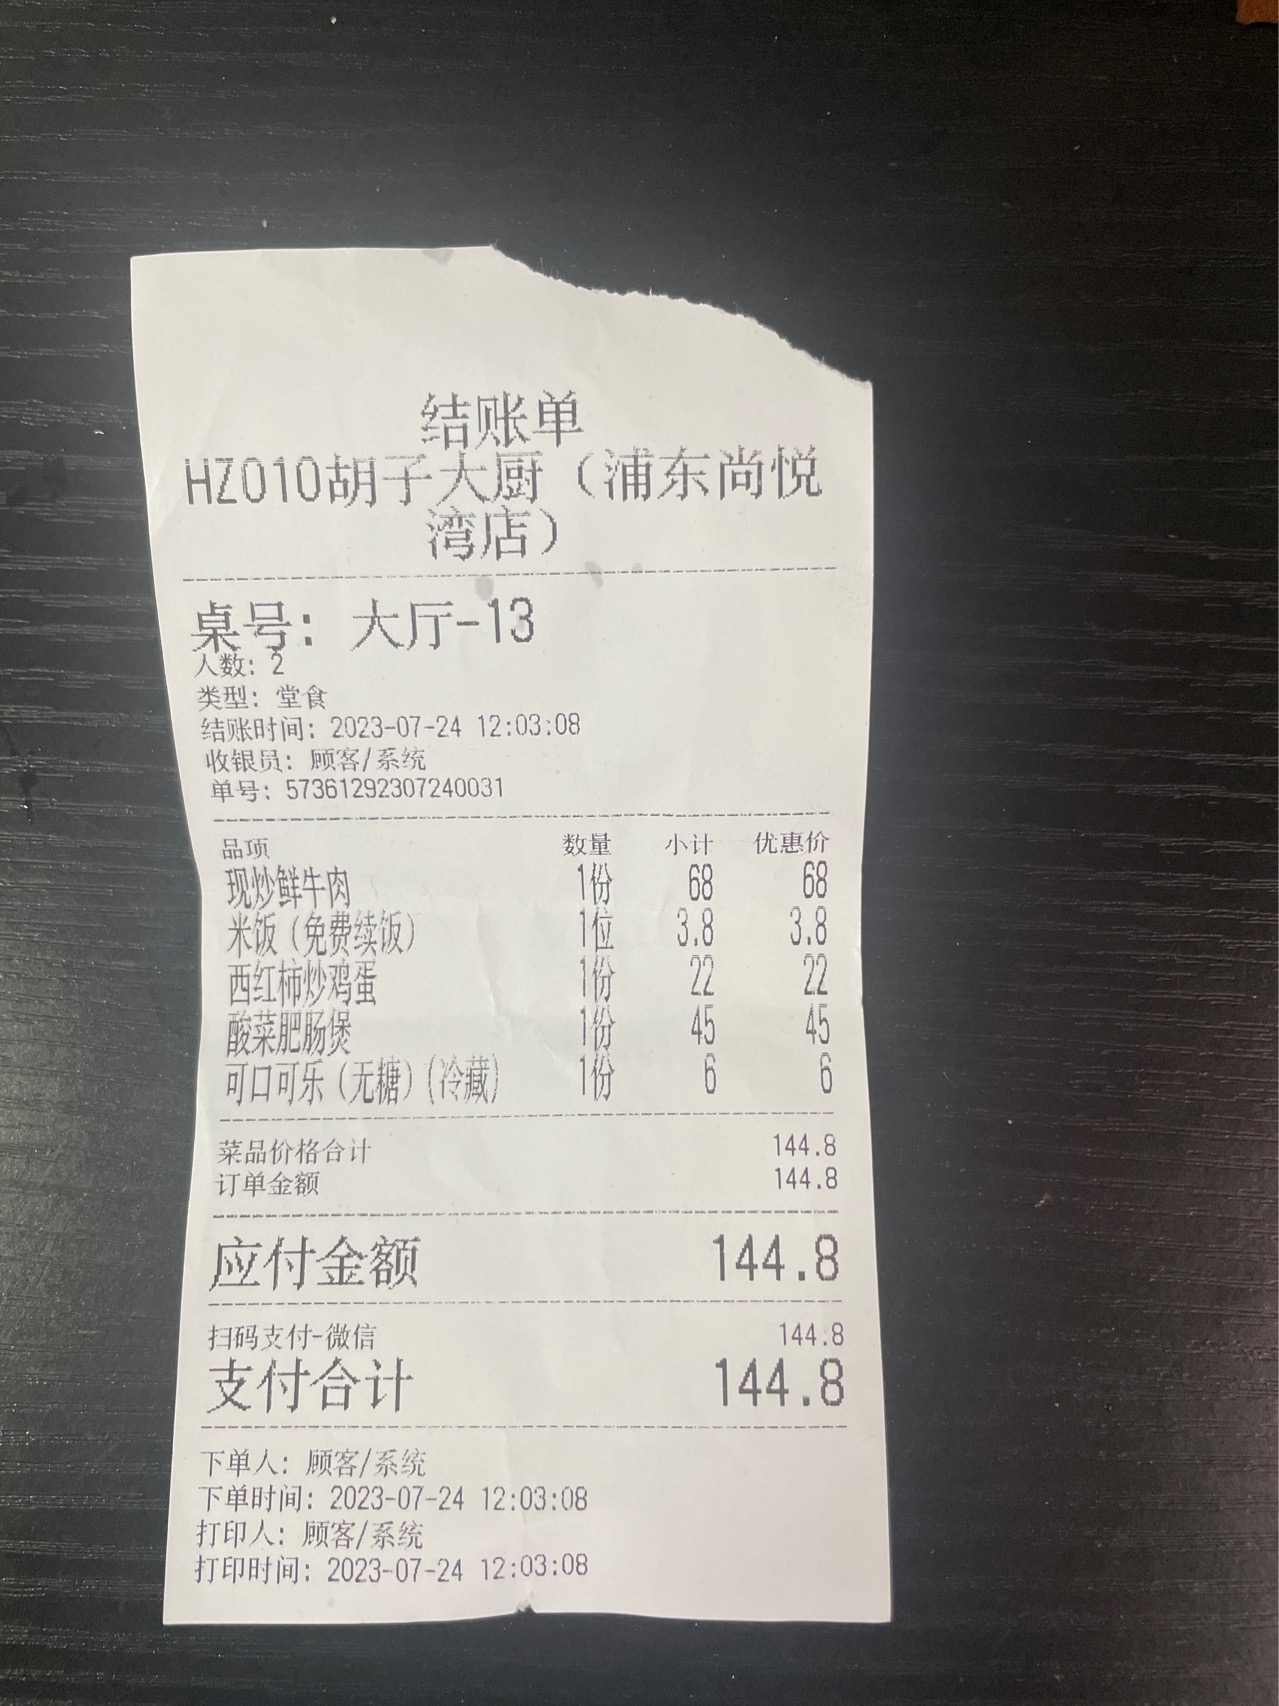 结账单
HZ010胡子大厨（浦东尚悦
湾店）
桌号: 大厅-13
人数: 2
类型: 堂食
结账时间: 2023-07-24 12:03:08
收银员: 顾客/系统
单号: 573612922307240031
品项 数量 小计 优惠价
现炒鲜牛肉 1份 68 68
米饭（免费续饭） 1位 3.8 3.8
西红柿炒鸡蛋 1份 22 22
酸菜肥肠煲 1份 45 45
可口可乐（无糖）（冷藏） 1份 6 6
菜品价格合计 144.8
订单金额 144.8
应付金额 144.8
扫码支付-微信 144.8
支付合计 144.8
下单人: 顾客/系统
下单时间: 2023-07-24 12:03:08
打印人: 顾客/系统
打印时间: 2023-07-24 12:03:08